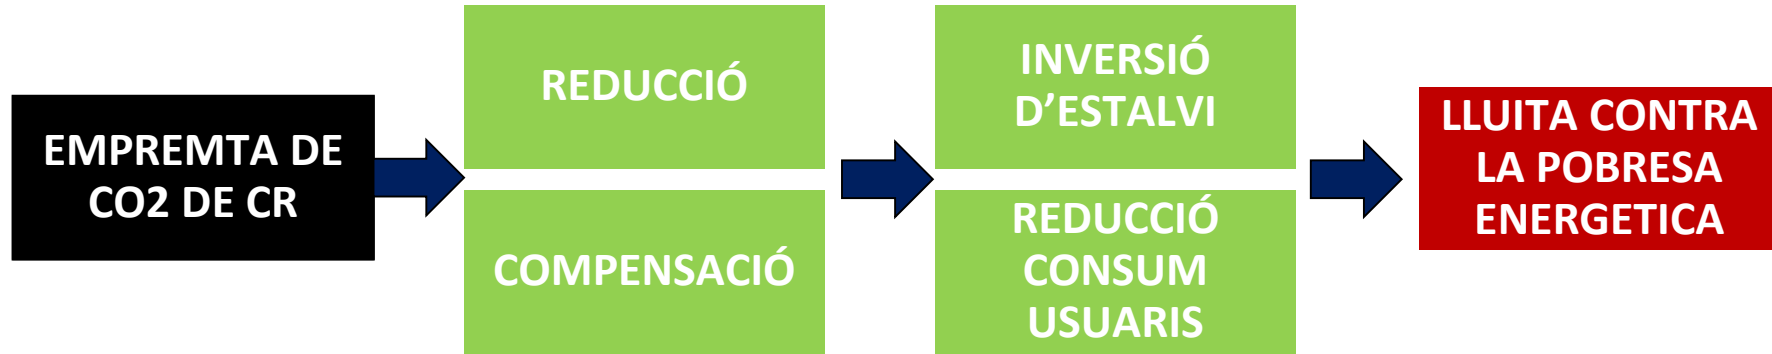 EMPREMTA DE
CO2 DE CR
REDUCCIÓ
COMPENSACIÓ
INVERSIÓ
D’ESTALVI
REDUCCIÓ
CONSUM
USUARIS
LLUITA CONTRA
LA POBRESA
ENERGETICA